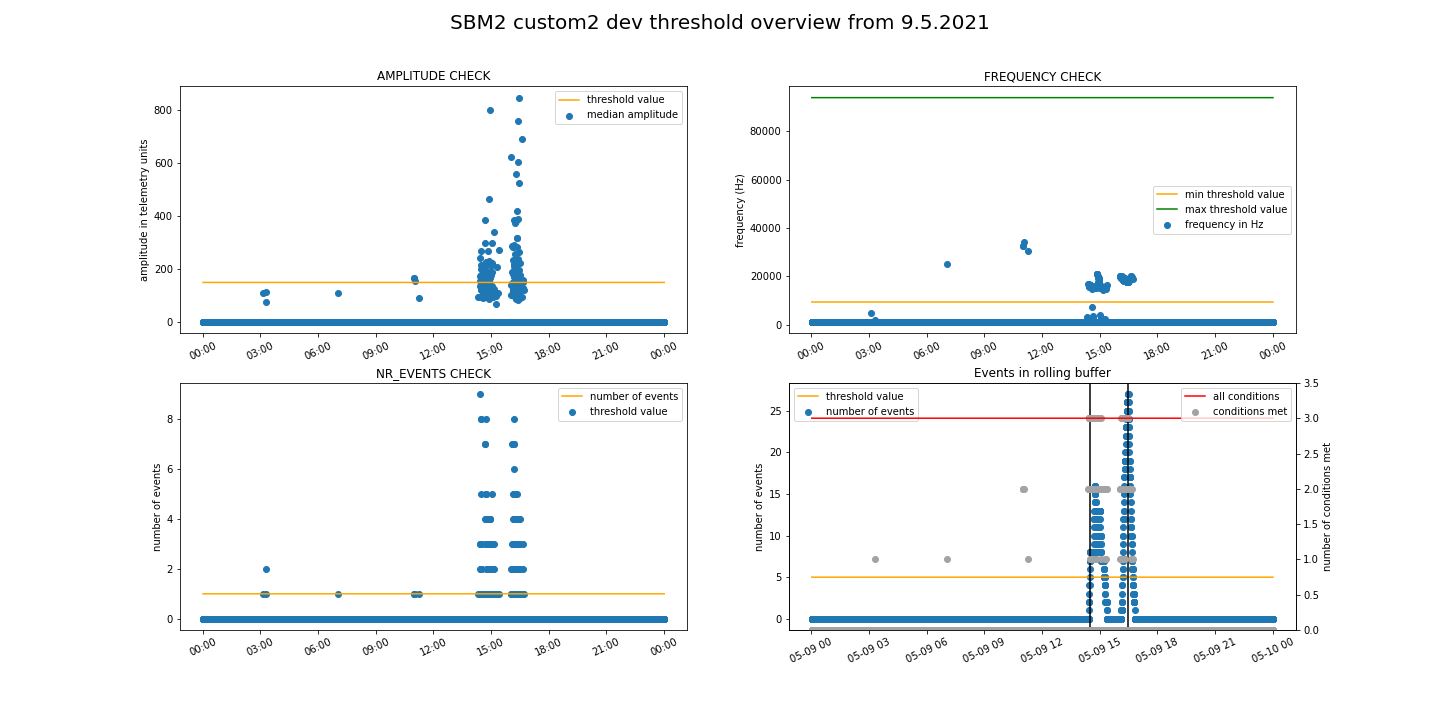 SBM2 custom2 dev threshold overview from 9.5.2021
AMPLITUDE CHECK
amplitude in telemetry units
800
600
400
200
0
threshold value
median amplitude
00:00 03:00 06:00 09:00 12:00 15:00 18:00 21:00 00:00
FREQUENCY CHECK
frequency (Hz)
80000
60000
40000
20000
0
min threshold value
max threshold value
frequency in Hz
00:00 03:00 06:00 09:00 12:00 15:00 18:00 21:00 00:00
NR_EVENTS CHECK
number of events
8
6
4
2
0
number of events
threshold value
00:00 03:00 06:00 09:00 12:00 15:00 18:00 21:00 00:00
Events in rolling buffer
number of events
25
20
15
10
5
0
threshold value
number of events
all conditions
conditions met
3.5
3.0
2.5
2.0
1.5
1.0
0.5
0.0
number of conditions met
05-09 00 05-09 03 05-09 06 05-09 09 05-09 12 05-09 15 05-09 18 05-09 21 05-10 00